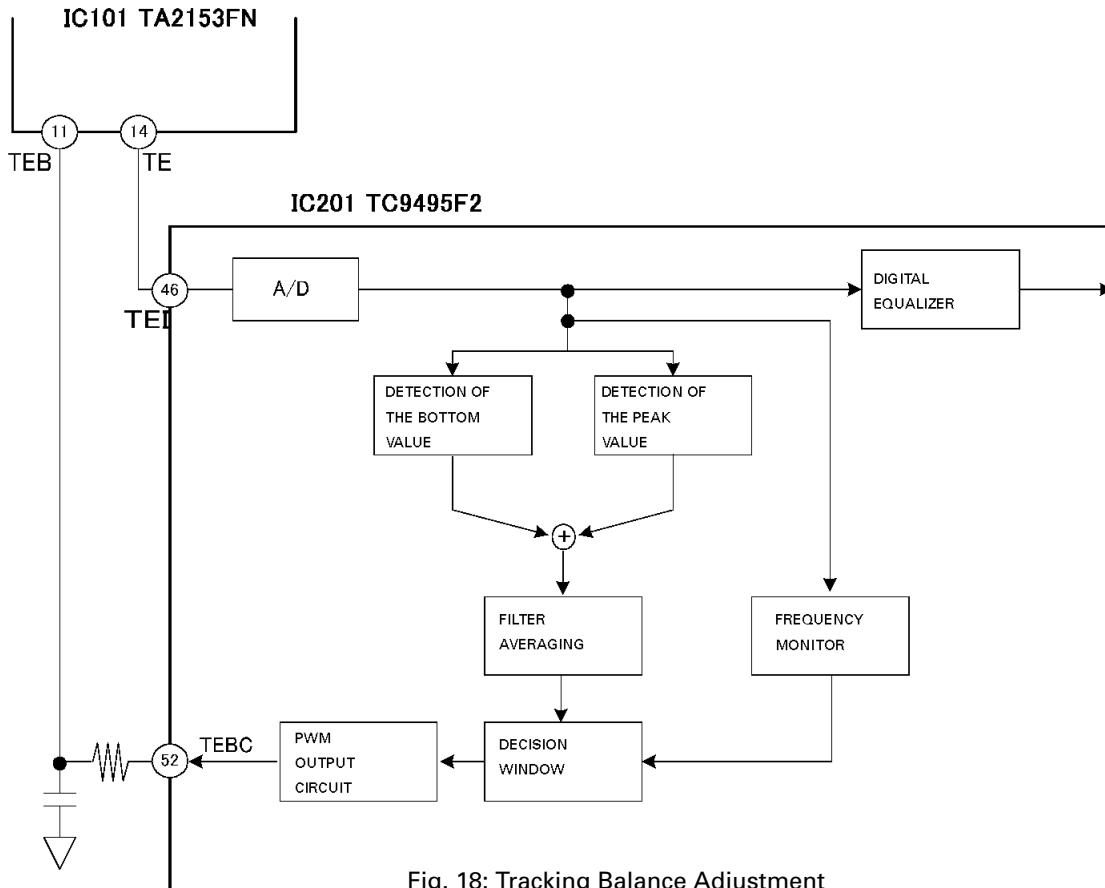 IC101 TA2153FN
11
14
TEB
TE
IC201 TC9495F2
46
TEI
A/D
DIGITAL
EQUALIZER
DETECTION OF
THE BOTTOM
VALUE
DETECTION OF
THE PEAK
VALUE
+
FILTER
AVERAGING
FREQUENCY
MONITOR
52
TEBC
PWM
OUTPUT
CIRCUIT
DECISION
WINDOW
Fig. 18: Tracking Balance Adjustment